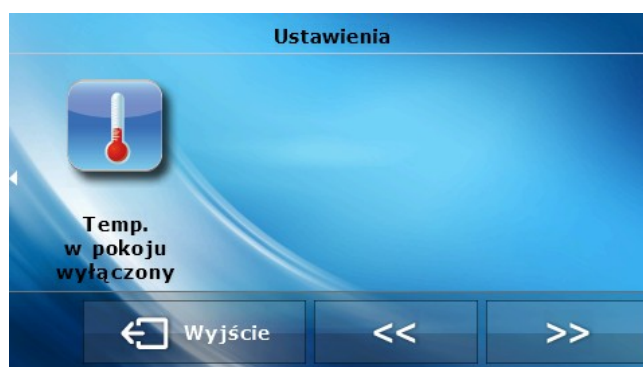 Ustawienia
Temp.
w pokoju
wyłączony
Wyjście
<<
>>